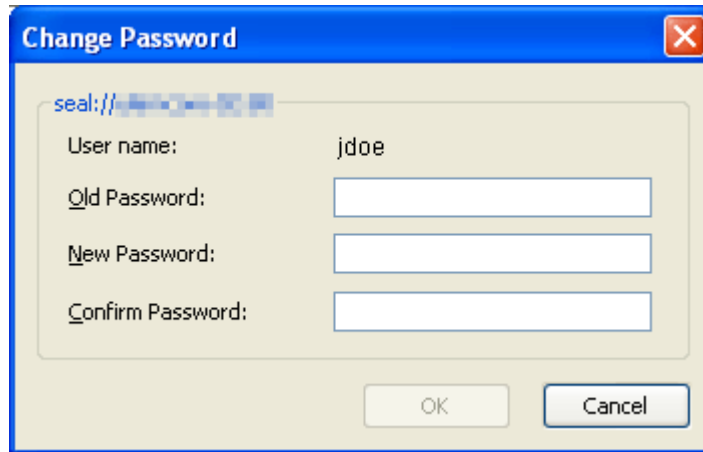 Change Password
seal://
User name: jdoe
Old Password:
New Password:
Confirm Password:
OK Cancel